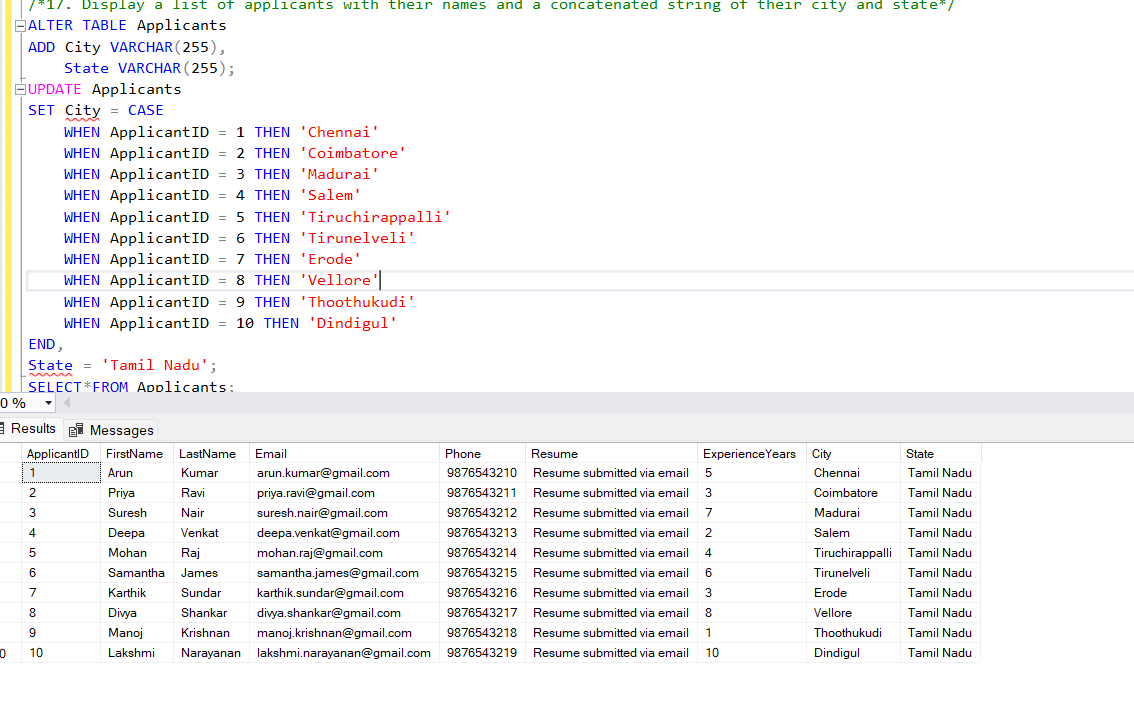 /*17. Display a list of applicants with their names and a concatenated string of their city and state*/
ALTER TABLE Applicants
ADD City VARCHAR(255),
State VARCHAR(255);
UPDATE Applicants
SET City = CASE
WHEN ApplicantID = 1 THEN 'Chennai'
WHEN ApplicantID = 2 THEN 'Coimbatore'
WHEN ApplicantID = 3 THEN 'Madurai'
WHEN ApplicantID = 4 THEN 'Salem'
WHEN ApplicantID = 5 THEN 'Tiruchirappalli'
WHEN ApplicantID = 6 THEN 'Tirunelveli'
WHEN ApplicantID = 7 THEN 'Erode'
WHEN ApplicantID = 8 THEN 'Vellore'
WHEN ApplicantID = 9 THEN 'Thoothukudi'
WHEN ApplicantID = 10 THEN 'Dindigul'
END,
State = 'Tamil Nadu';
SELECT*FROM Applicants;
0 %
Results Messages
ApplicantID FirstName LastName Email Phone Resume ExperienceYears City State
1 Arun Kumar arun.kumar@gmail.com 9876543210 Resume submitted via email 5 Chennai Tamil Nadu
2 Priya Ravi priya.ravi@gmail.com 9876543211 Resume submitted via email 3 Coimbatore Tamil Nadu
3 Suresh Nair suresh.nair@gmail.com 9876543212 Resume submitted via email 7 Madurai Tamil Nadu
4 Deepa Venkat deepa.venkat@gmail.com 9876543213 Resume submitted via email 2 Salem Tamil Nadu
5 Mohan Raj mohan.raj@gmail.com 9876543214 Resume submitted via email 4 Tiruchirappalli Tamil Nadu
6 Samantha James samantha.james@gmail.com 9876543215 Resume submitted via email 6 Tirunelveli Tamil Nadu
7 Karthik Sundar karthik.sundar@gmail.com 9876543216 Resume submitted via email 3 Erode Tamil Nadu
8 Divya Shankar divya.shankar@gmail.com 9876543217 Resume submitted via email 8 Vellore Tamil Nadu
9 Manoj Krishnan manoj.krishnan@gmail.com 9876543218 Resume submitted via email 1 Thoothukudi Tamil Nadu
0 10 Lakshmi Narayanan lakshmi.narayanan@gmail.com 9876543219 Resume submitted via email 10 Dindigul Tamil Nadu